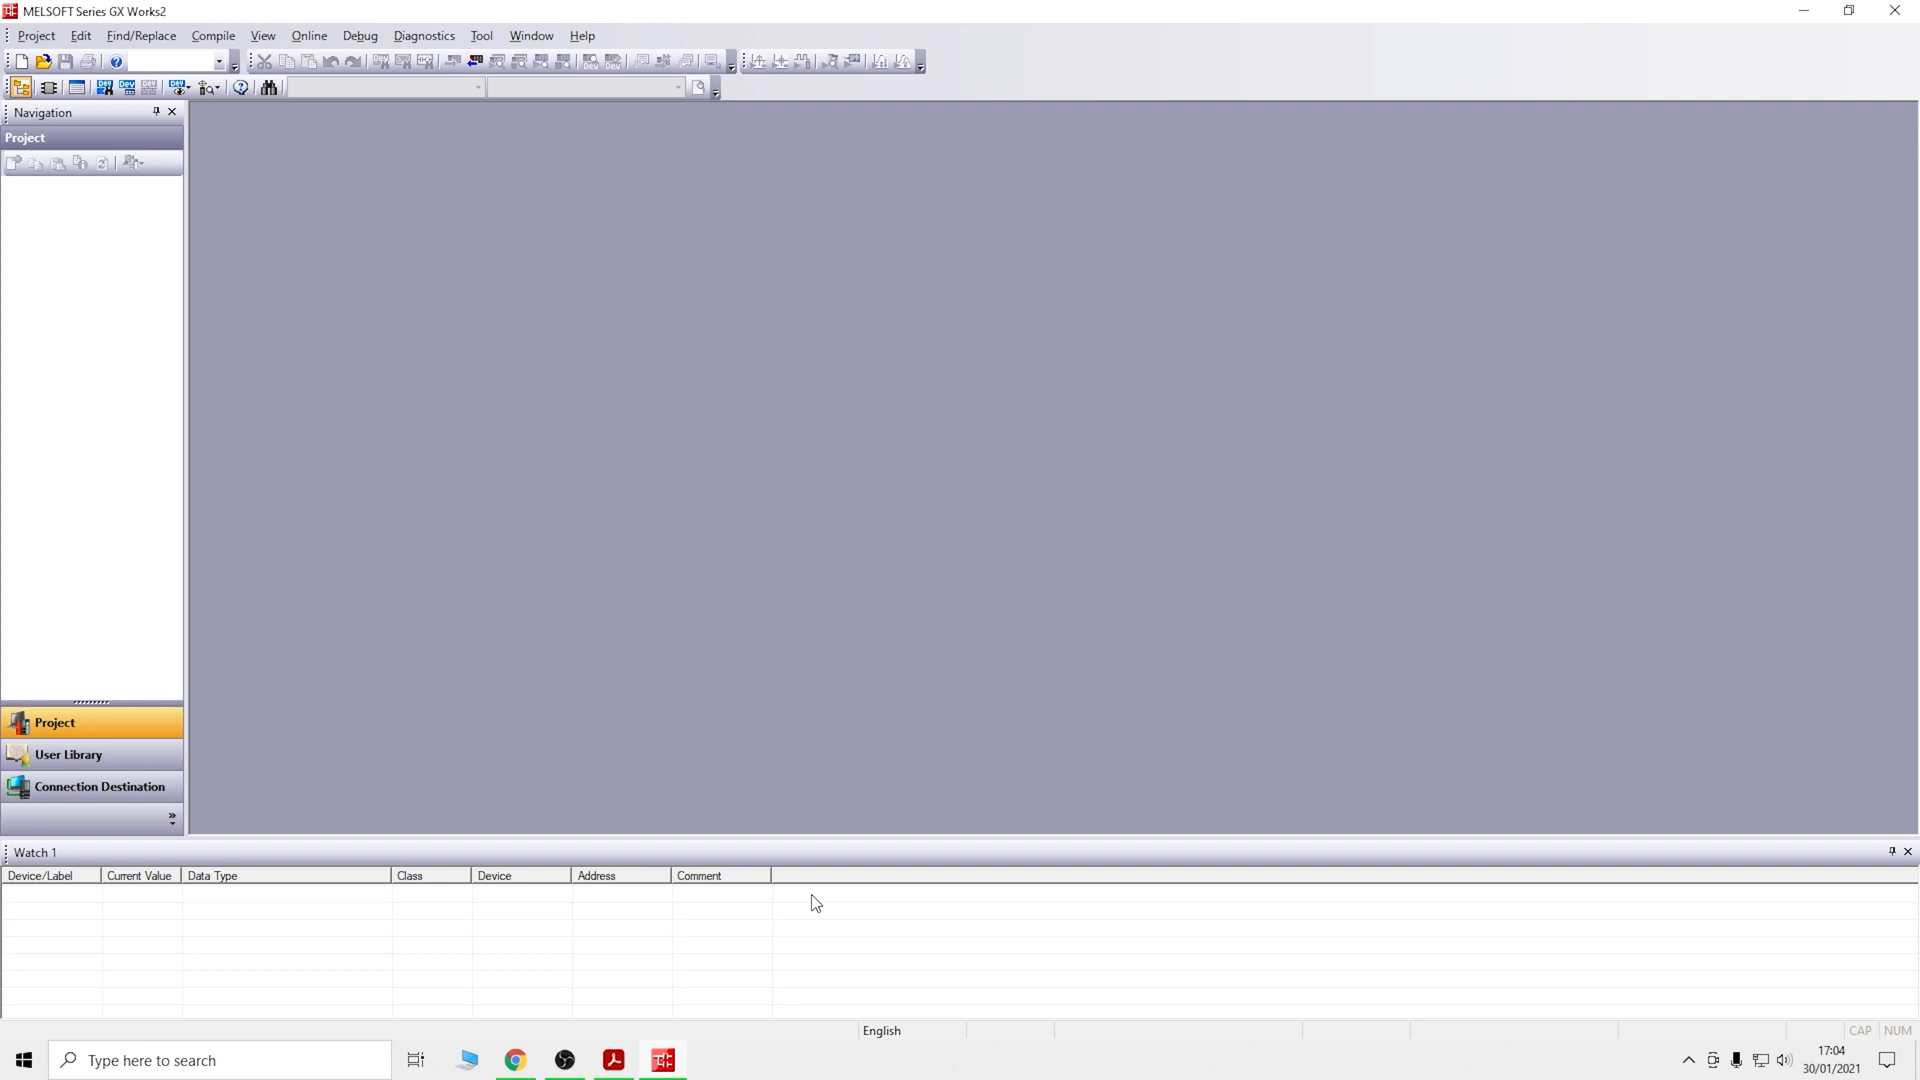 MELSOFT Series GX Works2
Project Edit Find/Replace Compile View Online Debug Diagnostics Tool Window Help
Navigation
Project
Project
User Library
Connection Destination
Watch 1
Device/Label Current Value Data Type Class Device Address Comment
English CAP NUM
Type here to search
17:04
30/01/2021